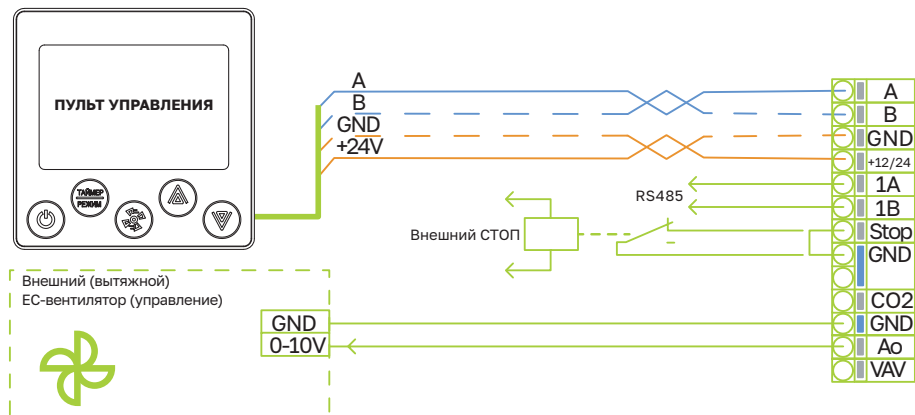 ПУЛЬТ УПРАВЛЕНИЯ
ТАЙМЕР
РЕЖИМ
A
B
GND
+24V
RS485
Внешний СТОП
A
B
GND
+12/24
1A
1B
Stop
GND
CO2
GND
Ao
VAV
Внешний (вытяжной)
ЕС-вентилятор (управление)
GND
0-10V